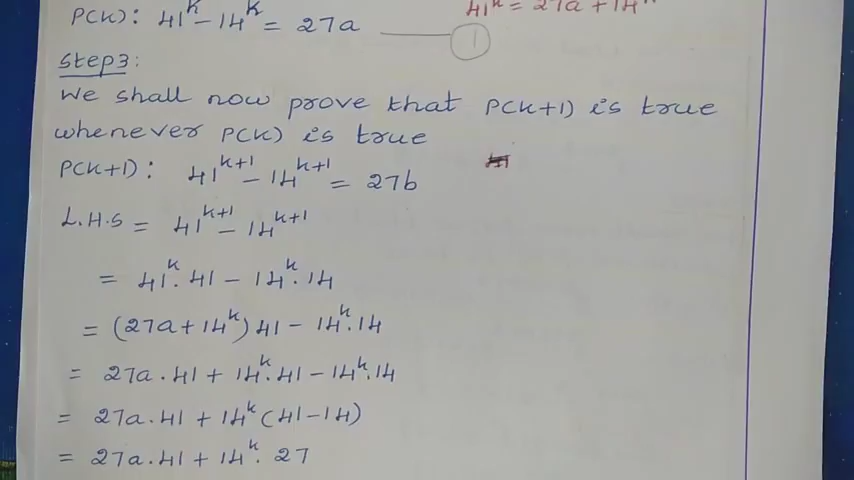 P(K): 41^k - 14^k = 27a ——— 1
41^k = 27a + 14^k
Step3:
We shall now prove that P(K+1) is true
whenever P(K) is true
P(K+1): 41^{k+1} - 14^{k+1} = 27b
L.H.S = 41^{k+1} - 14^{k+1}
= 41^k . 41 - 14^k . 14
= (27a + 14^k) 41 - 14^k . 14
= 27a . 41 + 14^k . 41 - 14^k . 14
= 27a . 41 + 14^k (41 - 14)
= 27a . 41 + 14^k . 27